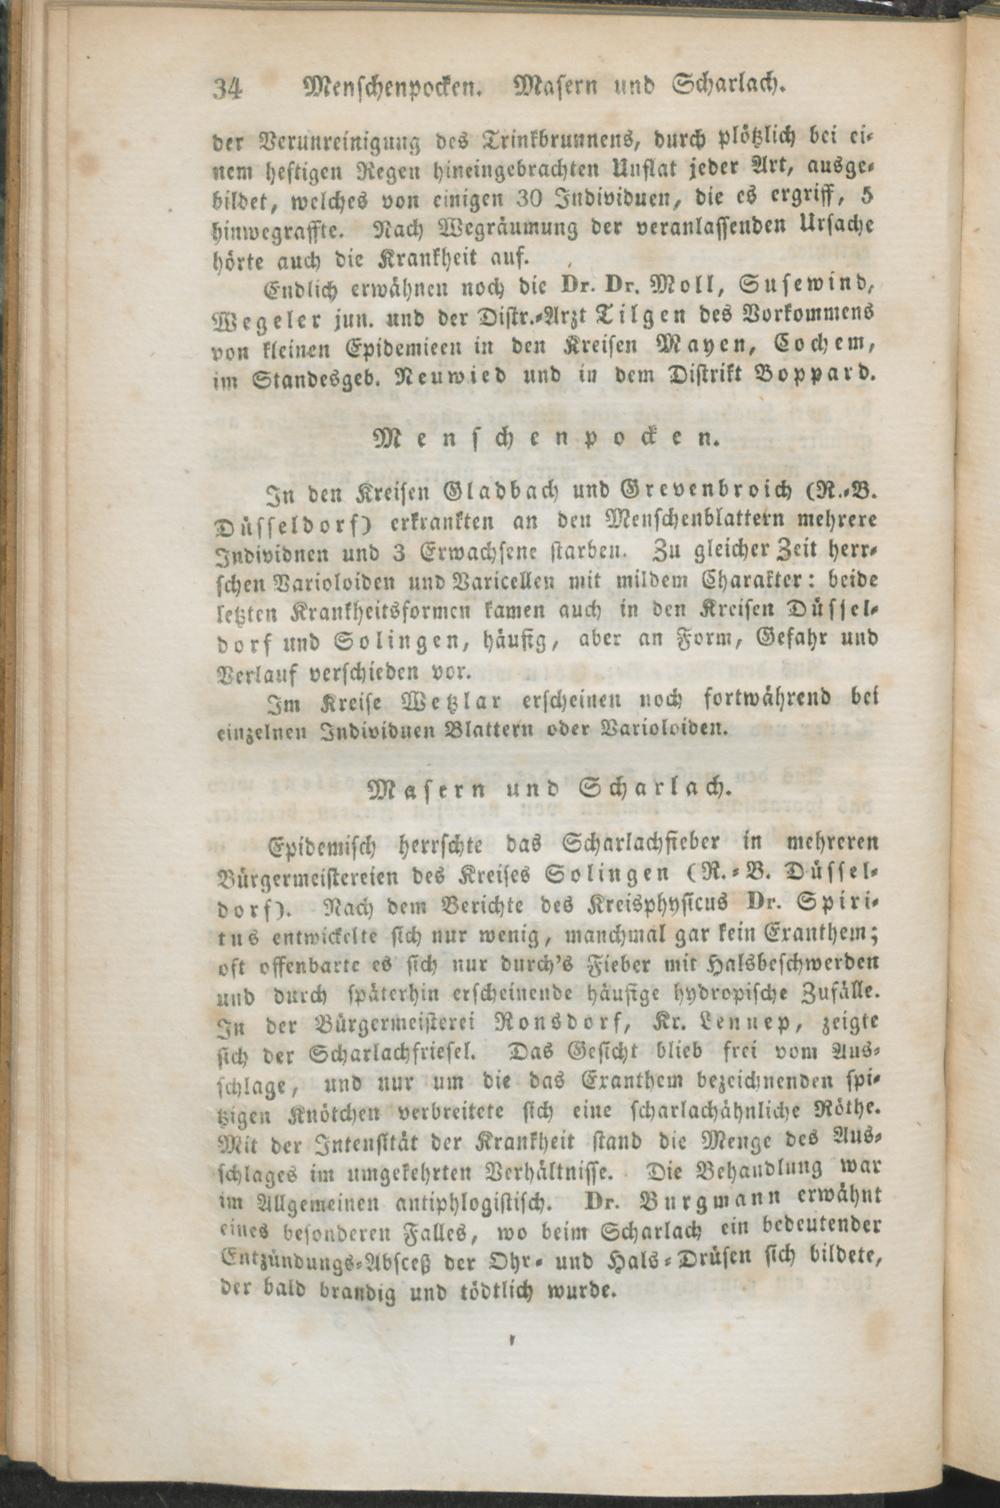 34 Menschenpocken. Masern und Scharlach.
der Verunreinigung des Trinkbrunnens, durch plötzlich bei ei-
nem heftigen Regen hineingebrachten Unflat jeder Art, ausge-
bildet, welches von einigen 30 Individuen, die es ergriff, 5
hinwegraffte. Nach Wegräumung der veranlassenden Ursache
hörte auch die Krankheit auf.
Endlich erwähnen noch die Dr. Dr. Moll, Susewind,
Wegeler jun. und der Distr.-Arzt Tilgen des Vorkommens
von kleinen Epidemieen in den Kreisen Mayen, Cochem,
im Standesgeb. Neuwied und in dem Distrikt Boppard.
Menschenpocken.
In den Kreisen Gladbach und Grevenbroich (R.-B.
Düsseldorf) erkrankten an den Menschenblattern mehrere
Individnen und 3 Erwachsene starben. Zu gleicher Zeit herr-
schen Varioloiden und Varicellen mit mildem Charakter: beide
letzten Krankheitsformen kamen auch in den Kreisen Düssel-
dorf und Solingen, häufig, aber an Form, Gefahr und
Verlauf verschieden vor.
Im Kreise Wetzlar erscheinen noch fortwährend bei
einzelnen Individuen Blattern oder Varioloiden.
Masern und Scharlach.
Epidemisch herrschte das Scharlachfieber in mehreren
Bürgermeistereien des Kreises Solingen (R.-B. Düssel-
dorf). Nach dem Berichte des Kreisphysicus Dr. Spiri-
tus entwickelte sich nur wenig, manchmal gar kein Exanthem;
oft offenbarte es sich nur durch's Fieber mit Halsbeschwerden
und durch späterhin erscheinende häufige hydropische Zufälle.
In der Bürgermeisterei Ronsdorf, Kr. Lennep, zeigte
sich der Scharlachfriesel. Das Gesicht blieb frei vom Aus-
schlage, und nur um die das Exanthem bezeichnenden spi-
tzigen Knötchen verbreitete sich eine scharlachähnliche Röthe.
Mit der Intensität der Krankheit stand die Menge des Aus-
schlages im umgekehrten Verhältnisse. Die Behandlung war
im Allgemeinen antiphlogistisch. Dr. Burgmann erwähnt
eines besonderen Falles, wo beim Scharlach ein bedeutender
Entzündungs-Absceß der Ohr- und Hals-Drüsen sich bildete,
der bald brandig und tödtlich wurde.